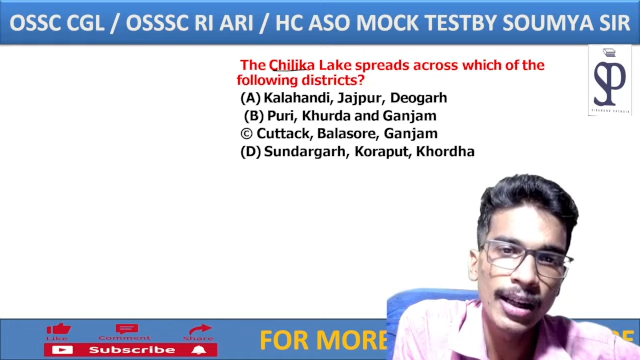 OSSC CGL / OSSSC RI ARI / HC ASO MOCK TESTBY SOUMYA SIR
The Chilika Lake spreads across which of the
following districts?
(A) Kalahandi, Jajpur, Deogarh
(B) Puri, Khurda and Ganjam
© Cuttack, Balasore, Ganjam
(D) Sundargarh, Koraput, Khordha
SP
Like
Comment
Share
Subscribe
FOR MORE
RE